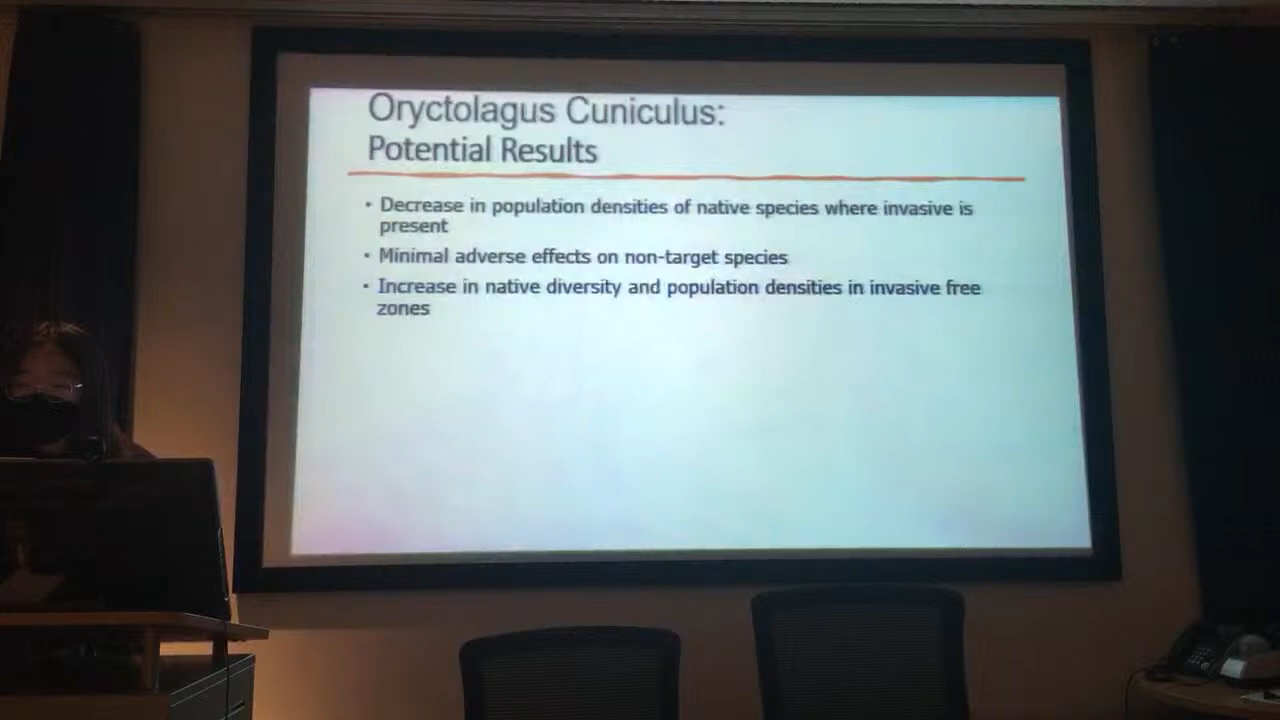 Oryctolagus Cuniculus:
Potential Results
• Decrease in population densities of native species where invasive is
present
• Minimal adverse effects on non-target species
• Increase in native diversity and population densities in invasive free
zones